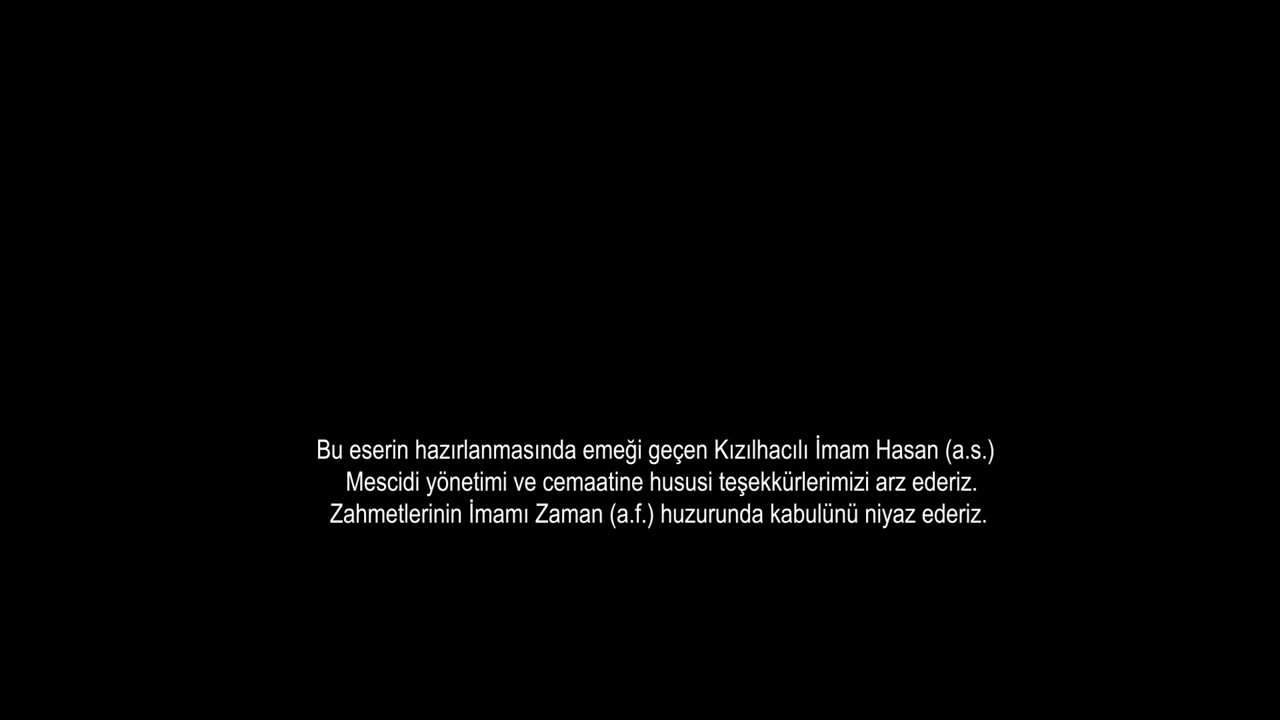 Bu eserin hazırlanmasında emeği geçen Kızılhacılı İmam Hasan (a.s.)
Mescidi yönetimi ve cemaatine hususi teşekkürlerimizi arz ederiz.
Zahmetlerinin İmamı Zaman (a.f.) huzurunda kabulünü niyaz ederiz.